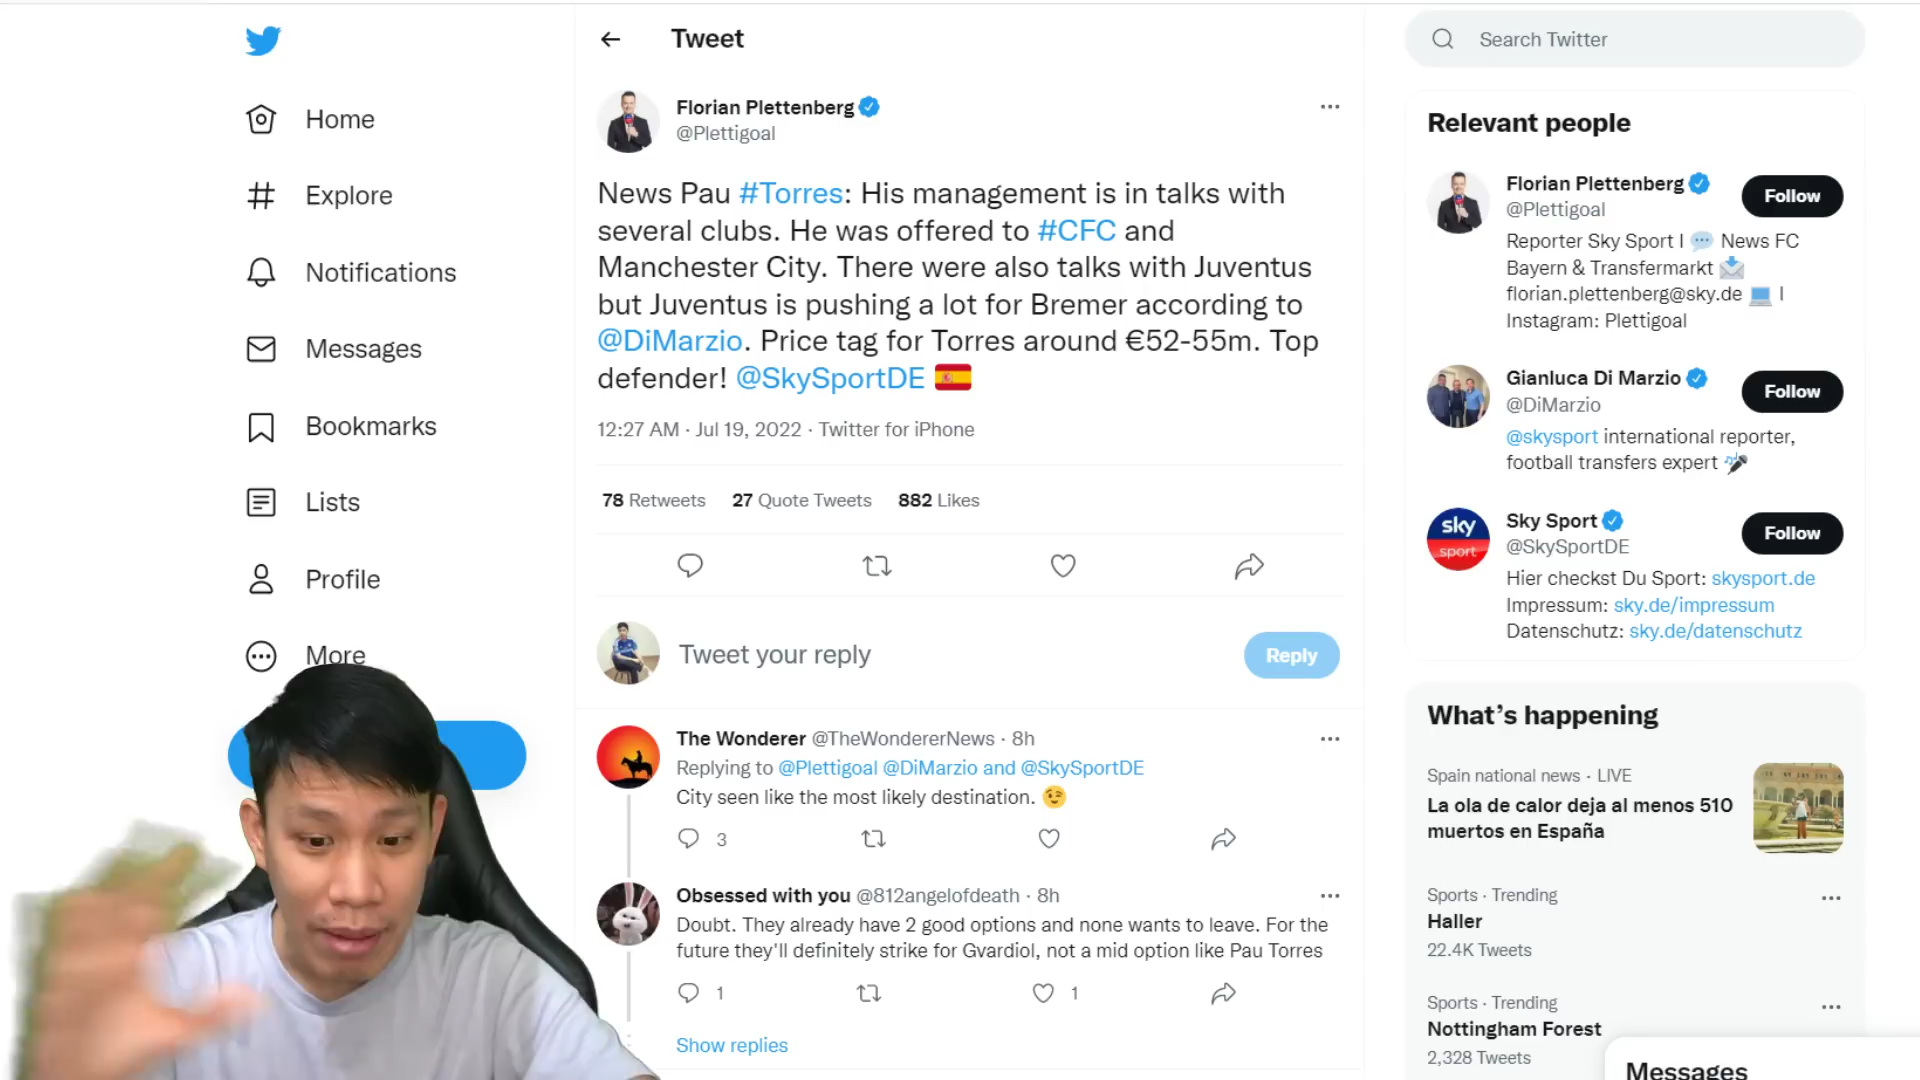 Home
Explore
Notifications
Messages
Bookmarks
Lists
Profile
More
Tweet
Florian Plettenberg
@Plettigoal
News Pau #Torres: His management is in talks with
several clubs. He was offered to #CFC and
Manchester City. There were also talks with Juventus
but Juventus is pushing a lot for Bremer according to
@DiMarzio. Price tag for Torres around €52-55m. Top
defender! @SkySportDE
12:27 AM · Jul 19, 2022 · Twitter for iPhone
78 Retweets 27 Quote Tweets 882 Likes
Tweet your reply
Reply
The Wonderer @TheWondererNews · 8h
Replying to @Plettigoal @DiMarzio and @SkySportDE
City seen like the most likely destination.
3
Obsessed with you @812angelofdeath · 8h
Doubt. They already have 2 good options and none wants to leave. For the
future they'll definitely strike for Gvardiol, not a mid option like Pau Torres
1 1
Show replies
Search Twitter
Relevant people
Florian Plettenberg
@Plettigoal
Follow
Reporter Sky Sport I News FC
Bayern & Transfermarkt
florian.plettenberg@sky.de I
Instagram: Plettigoal
Gianluca Di Marzio
@DiMarzio
Follow
@skysport international reporter,
football transfers expert
sky
sport
Sky Sport
@SkySportDE
Follow
Hier checkst Du Sport: skysport.de
Impressum: sky.de/impressum
Datenschutz: sky.de/datenschutz
What's happening
Spain national news · LIVE
La ola de calor deja al menos 510
muertos en España
Sports · Trending
Haller
22.4K Tweets
Sports · Trending
Nottingham Forest
2,328 Tweets
Messages